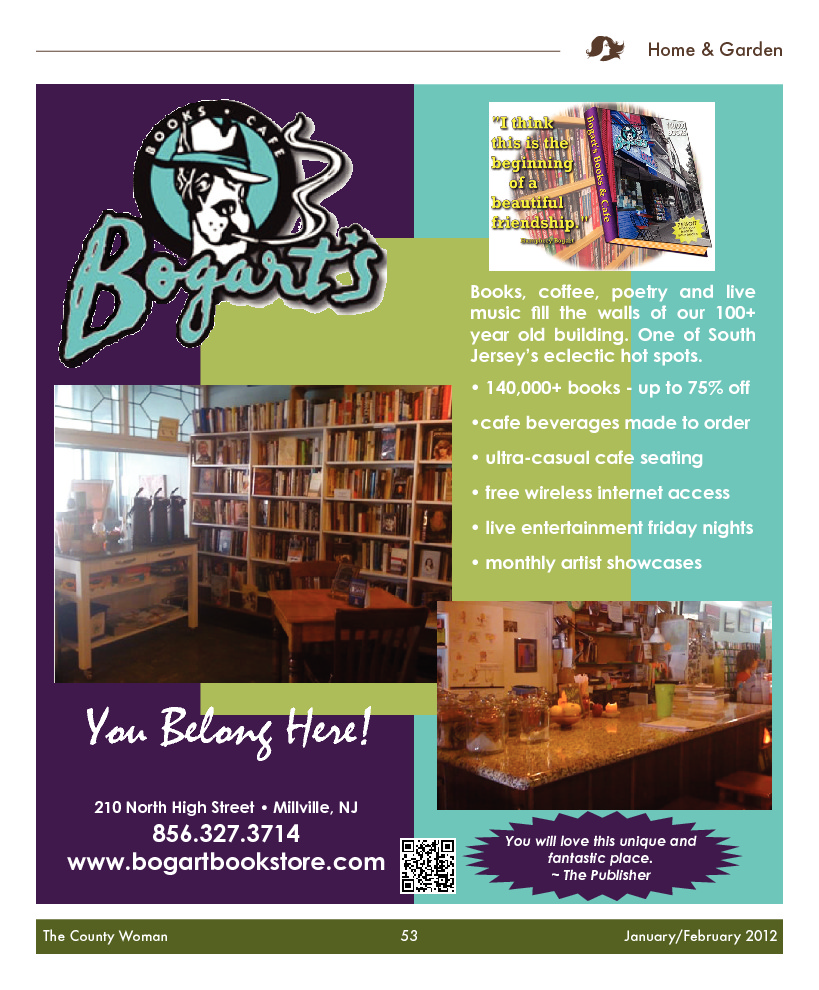 Home & Garden
BOOKS • CAFE
Bogart's
"I think
this is the
beginning
of a
beautiful
friendship."
Humphrey Bogart
Bogart's Books & Cafe
Books, coffee, poetry and live
music fill the walls of our 100+
year old building. One of South
Jersey's eclectic hot spots.
• 140,000+ books - up to 75% off
•cafe beverages made to order
• ultra-casual cafe seating
• free wireless internet access
• live entertainment friday nights
• monthly artist showcases
You Belong Here!
210 North High Street • Millville, NJ
856.327.3714
www.bogartbookstore.com
You will love this unique and
fantastic place.
~ The Publisher
The County Woman
53
January/February 2012